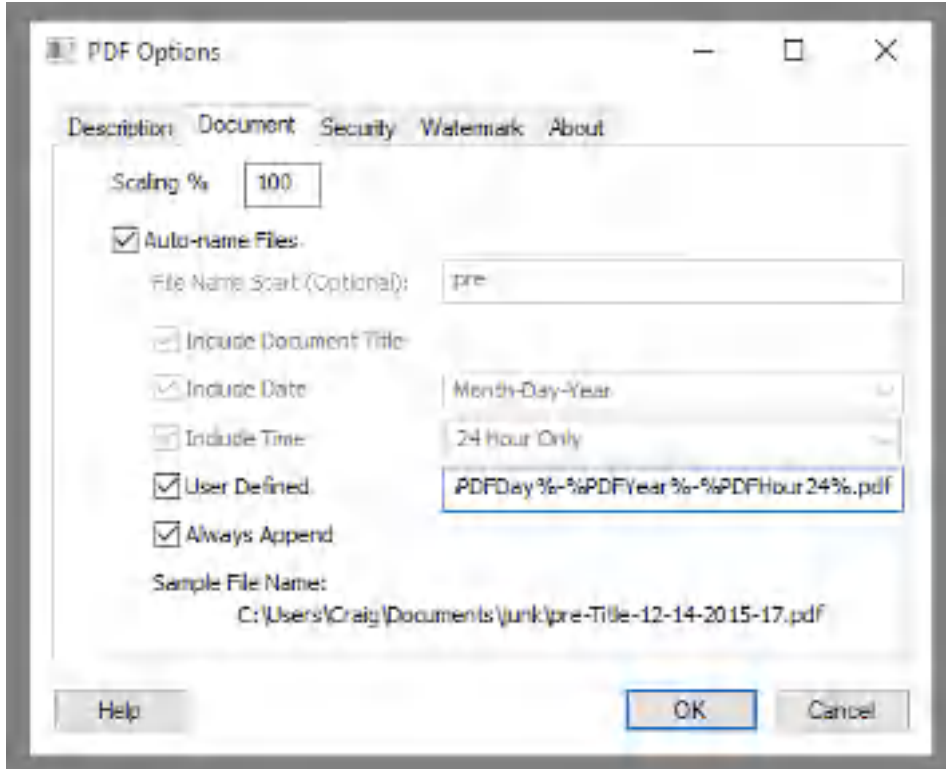 PDF Options
Description Document Security Watermark About
Scaling % 100
Auto-name Files
File Name Start (Optional): pre
Include Document Title
Include Date Month-Day-Year
Include Time 24 Hour Only
User Defined PDFDay%-%PDFYear%-%PDFHour24%.pdf
Always Append
Sample File Name:
C:\Users\Craig\Documents\junk\pre-Title-12-14-2015-17.pdf
Help OK Cancel